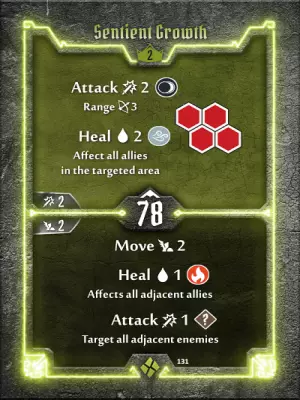 Sentient Growth
2
Attack 2
Range 3
Heal 2
Affect all allies
in the targeted area
2
78
2
Move 2
Heal 1
Affects all adjacent allies
Attack 1 ?
Target all adjacent enemies
131